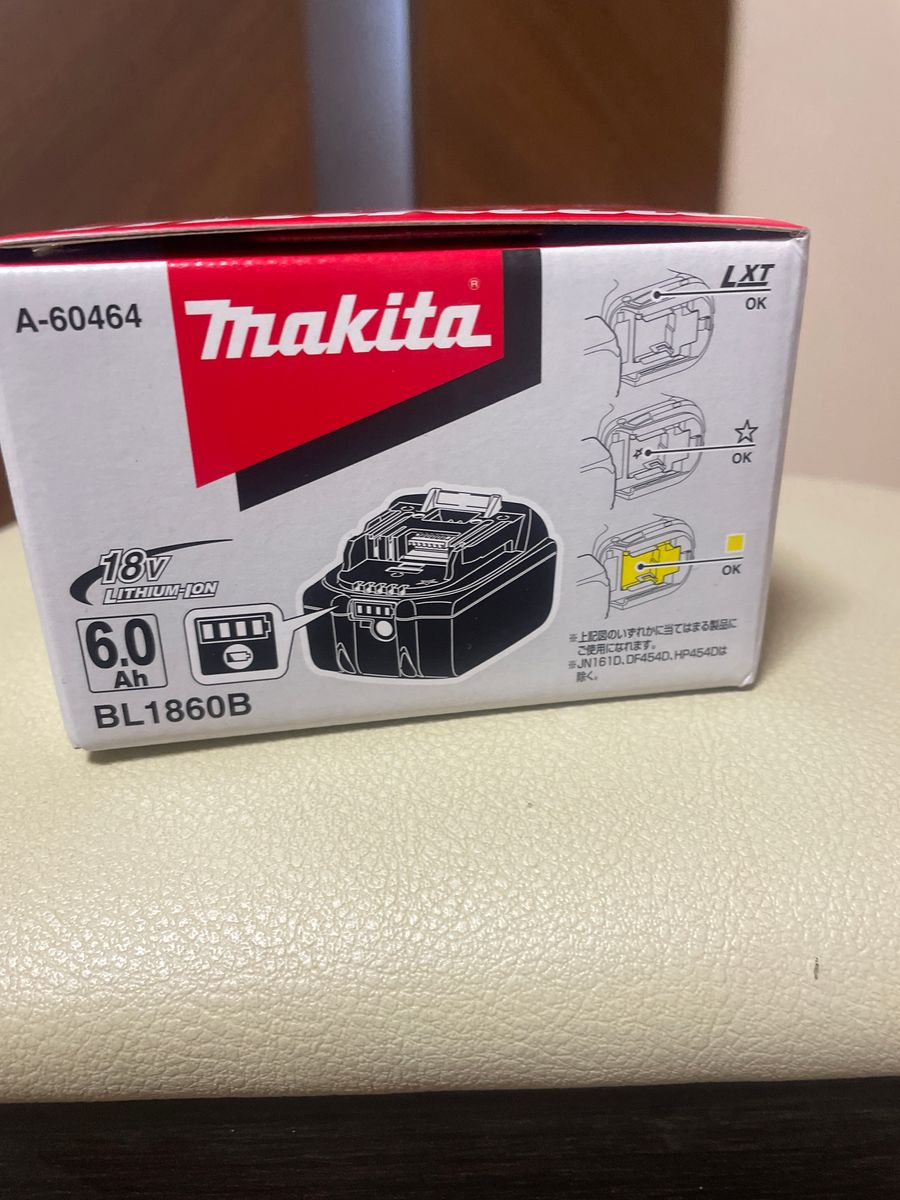 A-60464
makita®
LXT
OK
☆
OK
OK
18V
LITHIUM-ION
6.0
Ah
BL1860B
※上記図のいずれかに当てはまる製品に
ご使用になれます。
※JN161D、DF454D、HP454Dは
除く。